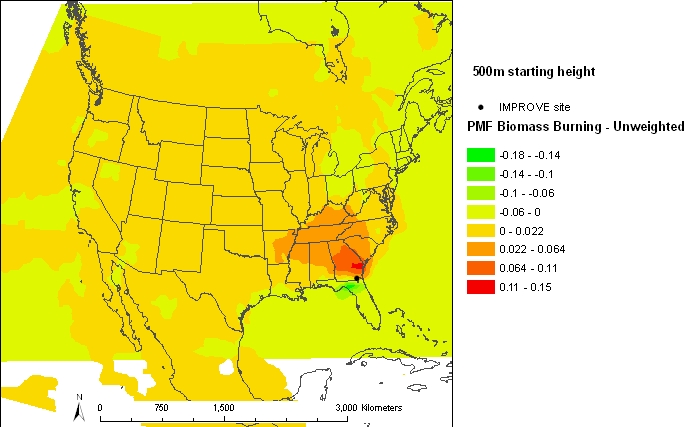 500m starting height
IMPROVE site
PMF Biomass Burning - Unweighted
-0.18 - -0.14
-0.14 - -0.1
-0.1 - -0.06
-0.06 - 0
0 - 0.022
0.022 - 0.064
0.064 - 0.11
0.11 - 0.15
N
0 750 1,500 3,000 Kilometers